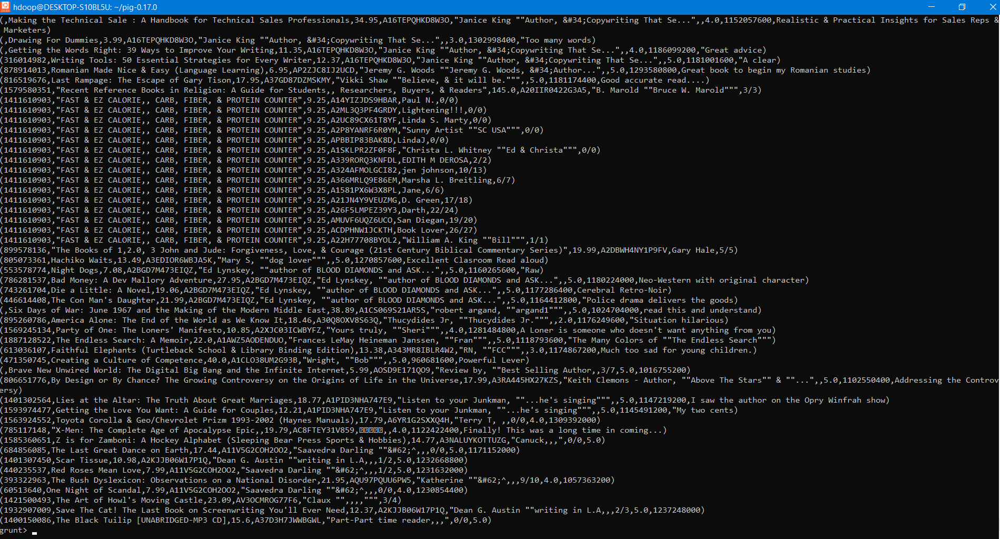 hdoop@DESKTOP-S10BL5U: ~/pig-0.17.0
(,Making the Technical Sale : A Handbook for Technical Sales Professionals,34.95,A16TEPQHKD8W3O,"Janice King ""Author, &#34;Copywriting That Se...",,4.0,1152057600,Realistic & Practical Insights for Sales Reps &
 Marketers)
(,Drawing For Dummies,3.99,A16TEPQHKD8W3O,"Janice King ""Author, &#34;Copywriting That Se...",,3.0,1302998400,"Too many words)
(,Getting the Words Right: 39 Ways to Improve Your Writing,11.35,A16TEPQHKD8W3O,"Janice King ""Author, &#34;Copywriting That Se...",,4.0,1186099200,"Great advice)
(316014982,Writing Tools: 50 Essential Strategies for Every Writer,12.37,A16TEPQHKD8W3O,"Janice King ""Author, &#34;Copywriting That Se...",,5.0,1181001600,"A clear)
(878914013,Romanian Made Nice & Easy (Language Learning),6.95,AP2ZJC8IJ2UCD,"Jeremy G. Woods ""Jeremy G. Woods, &#34;Author...",,5.0,1293580800,Great book to begin my Romanian studies)
(816519676,Last Rampage: The Escape of Gary Tison,17.95,A37GD87DZMSKMY,"Vikki Shaw ""Believe, & it will be.""",,5.0,1181174400,Good accurate read....)
(1579580351,"Recent Reference Books in Religion: A Guide for Students,, Researchers, Buyers, & Readers",145.0,A20IIR0422G3A5,"B. Marold ""Bruce W. Marold""",3/3)
(1411610903,"FAST & EZ CALORIE,, CARB, FIBER, & PROTEIN COUNTER",9.25,A14YIZJDS9HBAR,Paul N.,0/0)
(1411610903,"FAST & EZ CALORIE,, CARB, FIBER, & PROTEIN COUNTER",9.25,A2ML3Q3PF4GRDY,Lightening!!!,0/0)
(1411610903,"FAST & EZ CALORIE,, CARB, FIBER, & PROTEIN COUNTER",9.25,A2UC89CX61T8YF,Linda S. Marty,0/0)
(1411610903,"FAST & EZ CALORIE,, CARB, FIBER, & PROTEIN COUNTER",9.25,A2P8YANRF6R0YM,"Sunny Artist ""SC USA""",0/0)
(1411610903,"FAST & EZ CALORIE,, CARB, FIBER, & PROTEIN COUNTER",9.25,APBBIP83BAK8D,LindaJ,0/0)
(1411610903,"FAST & EZ CALORIE,, CARB, FIBER, & PROTEIN COUNTER",9.25,A1SKLPR2ZF0F8F,"Christa L. Whitney ""Ed & Christa""",0/0)
(1411610903,"FAST & EZ CALORIE,, CARB, FIBER, & PROTEIN COUNTER",9.25,A339RORQ3KNFDL,EDITH M DEROSA,2/2)
(1411610903,"FAST & EZ CALORIE,, CARB, FIBER, & PROTEIN COUNTER",9.25,A324AFMOLGCI82,jen johnson,10/13)
(1411610903,"FAST & EZ CALORIE,, CARB, FIBER, & PROTEIN COUNTER",9.25,A366MRLQ9E86EM,Marsha L. Breitling,6/7)
(1411610903,"FAST & EZ CALORIE,, CARB, FIBER, & PROTEIN COUNTER",9.25,A1581PX6W3X8PL,Jane,6/6)
(1411610903,"FAST & EZ CALORIE,, CARB, FIBER, & PROTEIN COUNTER",9.25,A21JN4Y9VEUZMG,D. Green,17/18)
(1411610903,"FAST & EZ CALORIE,, CARB, FIBER, & PROTEIN COUNTER",9.25,A26F5LMPEZ39Y3,Darth,22/24)
(1411610903,"FAST & EZ CALORIE,, CARB, FIBER, & PROTEIN COUNTER",9.25,AMUVF6UQZ6UCO,San Diegan,19/20)
(1411610903,"FAST & EZ CALORIE,, CARB, FIBER, & PROTEIN COUNTER",9.25,ACDPHNW1JCKTH,Book Lover,26/27)
(1411610903,"FAST & EZ CALORIE,, CARB, FIBER, & PROTEIN COUNTER",9.25,A22H77708BYOL2,"William A. King ""Bill""",1/1)
(899578136,"The Books of 1,2.0, 3 John and Jude: Forgiveness, Love, & Courage (21st Century Biblical Commentary Series)",19.99,A2DBWH4NY1P9FV,Gary Hale,5/5)
(805073361,Hachiko Waits,13.49,A3EDIOR6WBJA5K,"Mary S, ""dog lover""",,5.0,1270857600,Excellent Clasroom Read aloud)
(553578774,Night Dogs,7.08,A2BGD7M473EIQZ,"Ed Lynskey, ""author of BLOOD DIAMONDS and ASK...",,5.0,1160265600,"Raw)
(786281537,Bad Money: A Dev Mallory Adventure,27.95,A2BGD7M473EIQZ,"Ed Lynskey, ""author of BLOOD DIAMONDS and ASK...",,5.0,1180224000,Neo-Western with original character)
(743261704,Die a Little: A Novel,19.06,A2BGD7M473EIQZ,"Ed Lynskey, ""author of BLOOD DIAMONDS and ASK...",,5.0,1177286400,Cerebral Retro-Noir)
(446614408,The Con Man's Daughter,21.99,A2BGD7M473EIQZ,"Ed Lynskey, ""author of BLOOD DIAMONDS and ASK...",,5.0,1164412800,"Police drama delivers the goods)
(,Six Days of War: June 1967 and the Making of the Modern Middle East,38.89,A1CS069S21AR5S,"robert argand, ""argand1""",,5.0,1024704000,read this and understand)
(895260786,America Alone: The End of the World as We Know It,18.46,A30Q8OXV8S63Q,"Thucydides Jr, ""Thucydides Jr.""",,2.0,1176249600,"Situation hilarious)
(1569245134,Party of One: The Loners' Manifesto,10.85,A2XJC03ICWBYFZ,"Yours truly, ""Sheri""",,4.0,1281484800,A Loner is someone who doesn't want anything from you)
(1887128522,The Endless Search: A Memoir,22.0,A1AWZ5AODENDUO,"Frances LeMay Heineman Janssen, ""Fran""",,5.0,1118793600,"The Many Colors of ""The Endless Search""")
(613036107,Faithful Elephants (Turtleback School & Library Binding Edition),13.38,A343MR8IBLR4W2,"RN, ""FCC""",,3.0,1174867200,Much too sad for young children.)
(471350745,Creating a Culture of Competence,40.0,A1CLO38UM2G93B,"Wright, ""Bob""",,5.0,960681600,Powerful Lever)
(,Brave New Unwired World: The Digital Big Bang and the Infinite Internet,5.99,AOSD9E171QO9,"Review by, ""Best Selling Author,,3/7,5.0,1016755200)
(806651776,By Design or By Chance? The Growing Controversy on the Origins of Life in the Universe,17.99,A3RA445HX27KZS,"Keith Clemons - Author, ""Above The Stars"" & ""...",,5.0,1102550400,Addressing the Controv
ersy)
(1401302564,Lies at the Altar: The Truth About Great Marriages,18.77,A1PID3NHA747E9,"Listen to your Junkman, ""...he's singing""",,5.0,1147219200,I saw the author on the Opry Winfrah show)
(1593974477,Getting the Love You Want: A Guide for Couples,12.21,A1PID3NHA747E9,"Listen to your Junkman, ""...he's singing""",,5.0,1145491200,"My two cents)
(1563924552,Toyota Corolla & Geo/Chevrolet Prizm 1993-2002 (Haynes Manuals),17.79,A6YR1G2SXXQ4H,"Terry T, ,,0/0,4.0,1309392000)
(785117148,"X-Men: The Complete Age of Apocalypse Epic,,19.79,AC8FTEY31V859,,,4.0,1122422400,Finally! This was a long time in coming...)
(1585360651,Z is for Zamboni: A Hockey Alphabet (Sleeping Bear Press Sports & Hobbies),14.77,A3NALUYKOTTUZG,"Canuck,,,",0/0,5.0)
(684856085,The Last Great Dance on Earth,17.44,A11V5G2COH2OO2,"Saavedra Darling ""&#62;^,,,0/0,5.0,1171152000)
(1401307450,Scar Tissue,10.98,A2KJJB06W17P1Q,"Dean G. Austin ""writing in L.A,,,1/2,5.0,1232668800)
(440235537,Red Roses Mean Love,7.99,A11V5G2COH2OO2,"Saavedra Darling ""&#62;^,,,1/2,5.0,1231632000)
(393322963,The Bush Dyslexicon: Observations on a National Disorder,21.95,AQU97PQUU6PW5,"Katherine ""&#62;^,,,9/10,4.0,1057363200)
(60513640,One Night of Scandal,7.99,A11V5G2COH2OO2,"Saavedra Darling ""&#62;^,,,0/0,4.0,1230854400)
(1421500493,The Art of Howl's Moving Castle,23.09,AV3OCMROG77F6,"Claux "",,,,""",3/4)
(1932907009,Save The Cat! The Last Book on Screenwriting You'll Ever Need,12.37,A2KJJB06W17P1Q,"Dean G. Austin ""writing in L.A,,,2/3,5.0,1237248000)
(1400150086,The Black Tuilip [UNABRIDGED-MP3 CD],15.6,A37D3H7JWWBGWL,"Part-Part time reader,,,",0/0,5.0)
grunt>